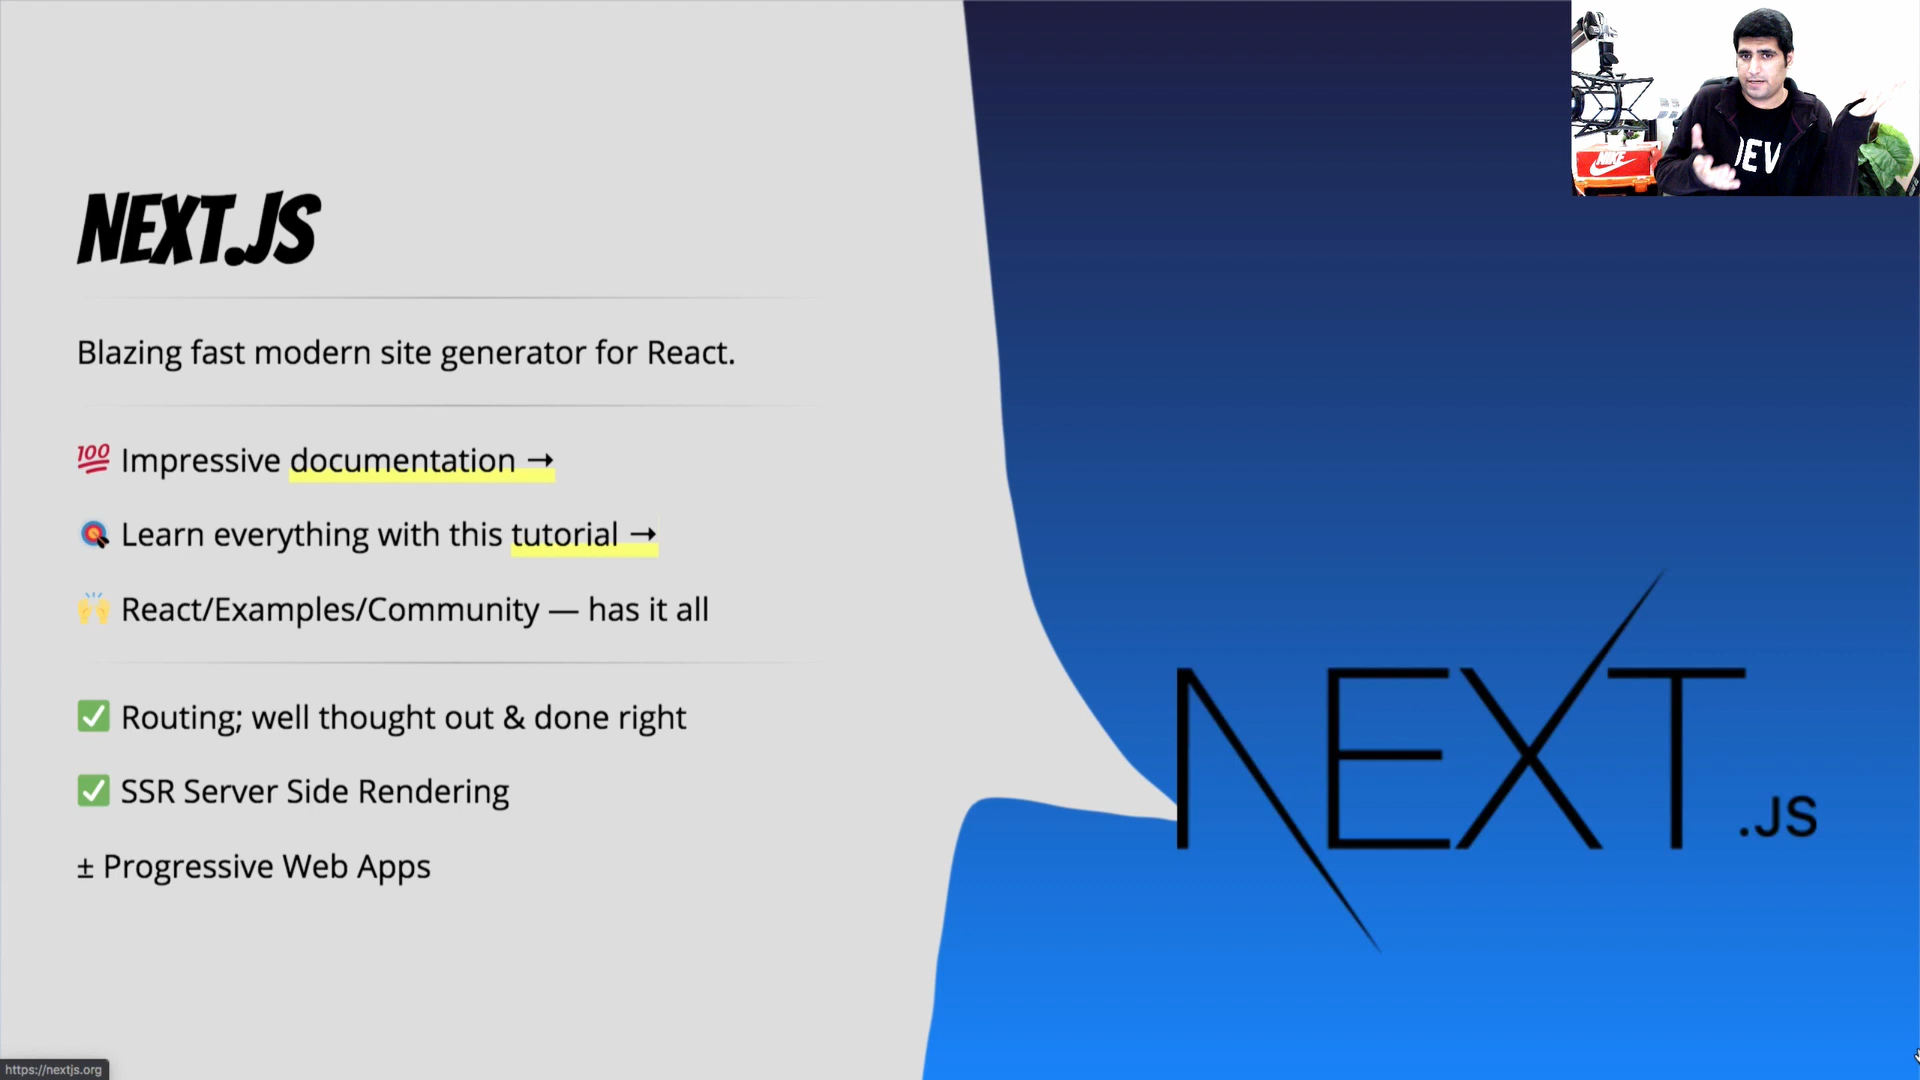 NEXT.JS
Blazing fast modern site generator for React.
💯 Impressive documentation →
🎯 Learn everything with this tutorial →
🙌 React/Examples/Community — has it all
✅ Routing; well thought out & done right
✅ SSR Server Side Rendering
± Progressive Web Apps
NEXT.JS
DEV
NIKE
https://nextjs.org